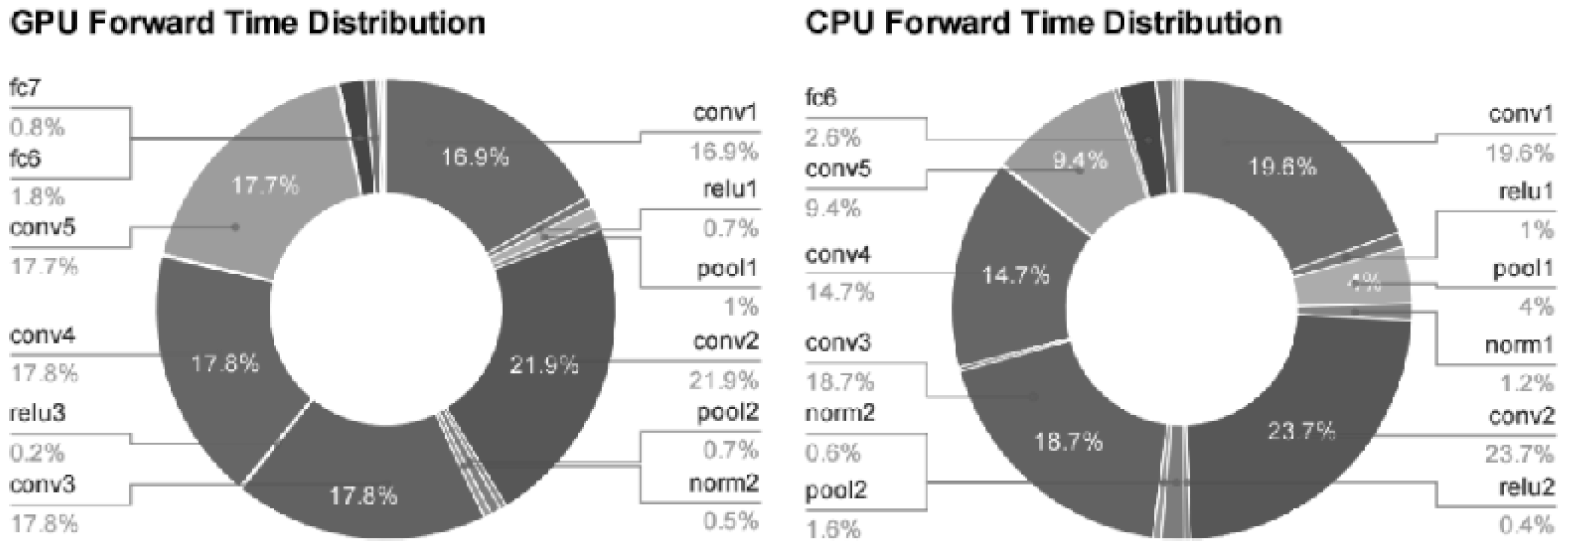 GPU Forward Time Distribution
fc7
0.8%
fc6
1.8%
conv5
17.7%
conv4
17.8%
relu3
0.2%
conv3
17.8%
16.9%
17.7%
21.9%
17.8%
17.8%
conv1
16.9%
relu1
0.7%
pool1
1%
conv2
21.9%
pool2
0.7%
norm2
0.5%
CPU Forward Time Distribution
fc6
2.6%
conv5
9.4%
conv4
14.7%
conv3
18.7%
norm2
0.6%
pool2
1.6%
9.4%
19.6%
14.7%
4%
18.7%
23.7%
conv1
19.6%
relu1
1%
pool1
4%
norm1
1.2%
conv2
23.7%
relu2
0.4%